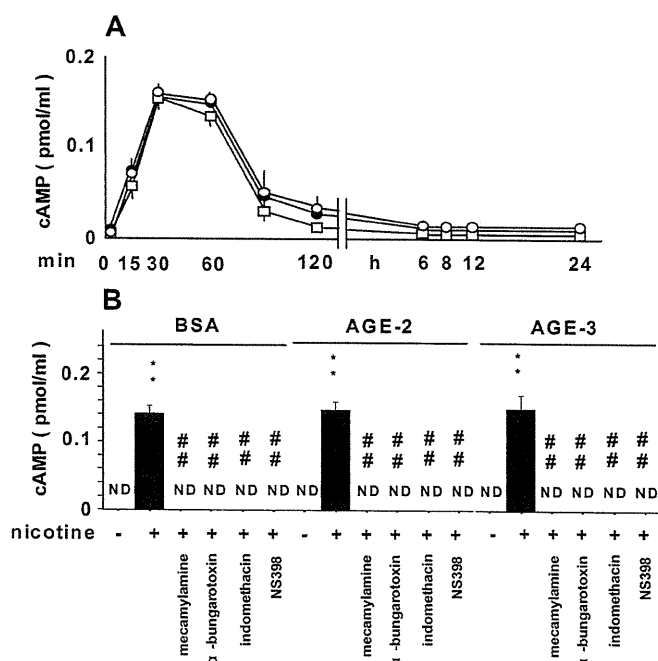 A
cAMP ( pmol/ml )
0.2
0.1
0
min 0 15 30 60 120 h 6 8 12 24
B
BSA AGE-2 AGE-3
cAMP ( pmol/ml )
0.2
0.1
0
* * *
* * *
# # # # # # # # # # # #
# # # # # # # # # # # #
ND ND ND ND ND ND ND ND ND ND ND ND ND ND ND
nicotine - + + + + + - + + + + + - + + + + +
mecamylamine
α -bungarotoxin
indomethacin
NS398
mecamylamine
α -bungarotoxin
indomethacin
NS398
mecamylamine
α -bungarotoxin
indomethacin
NS398